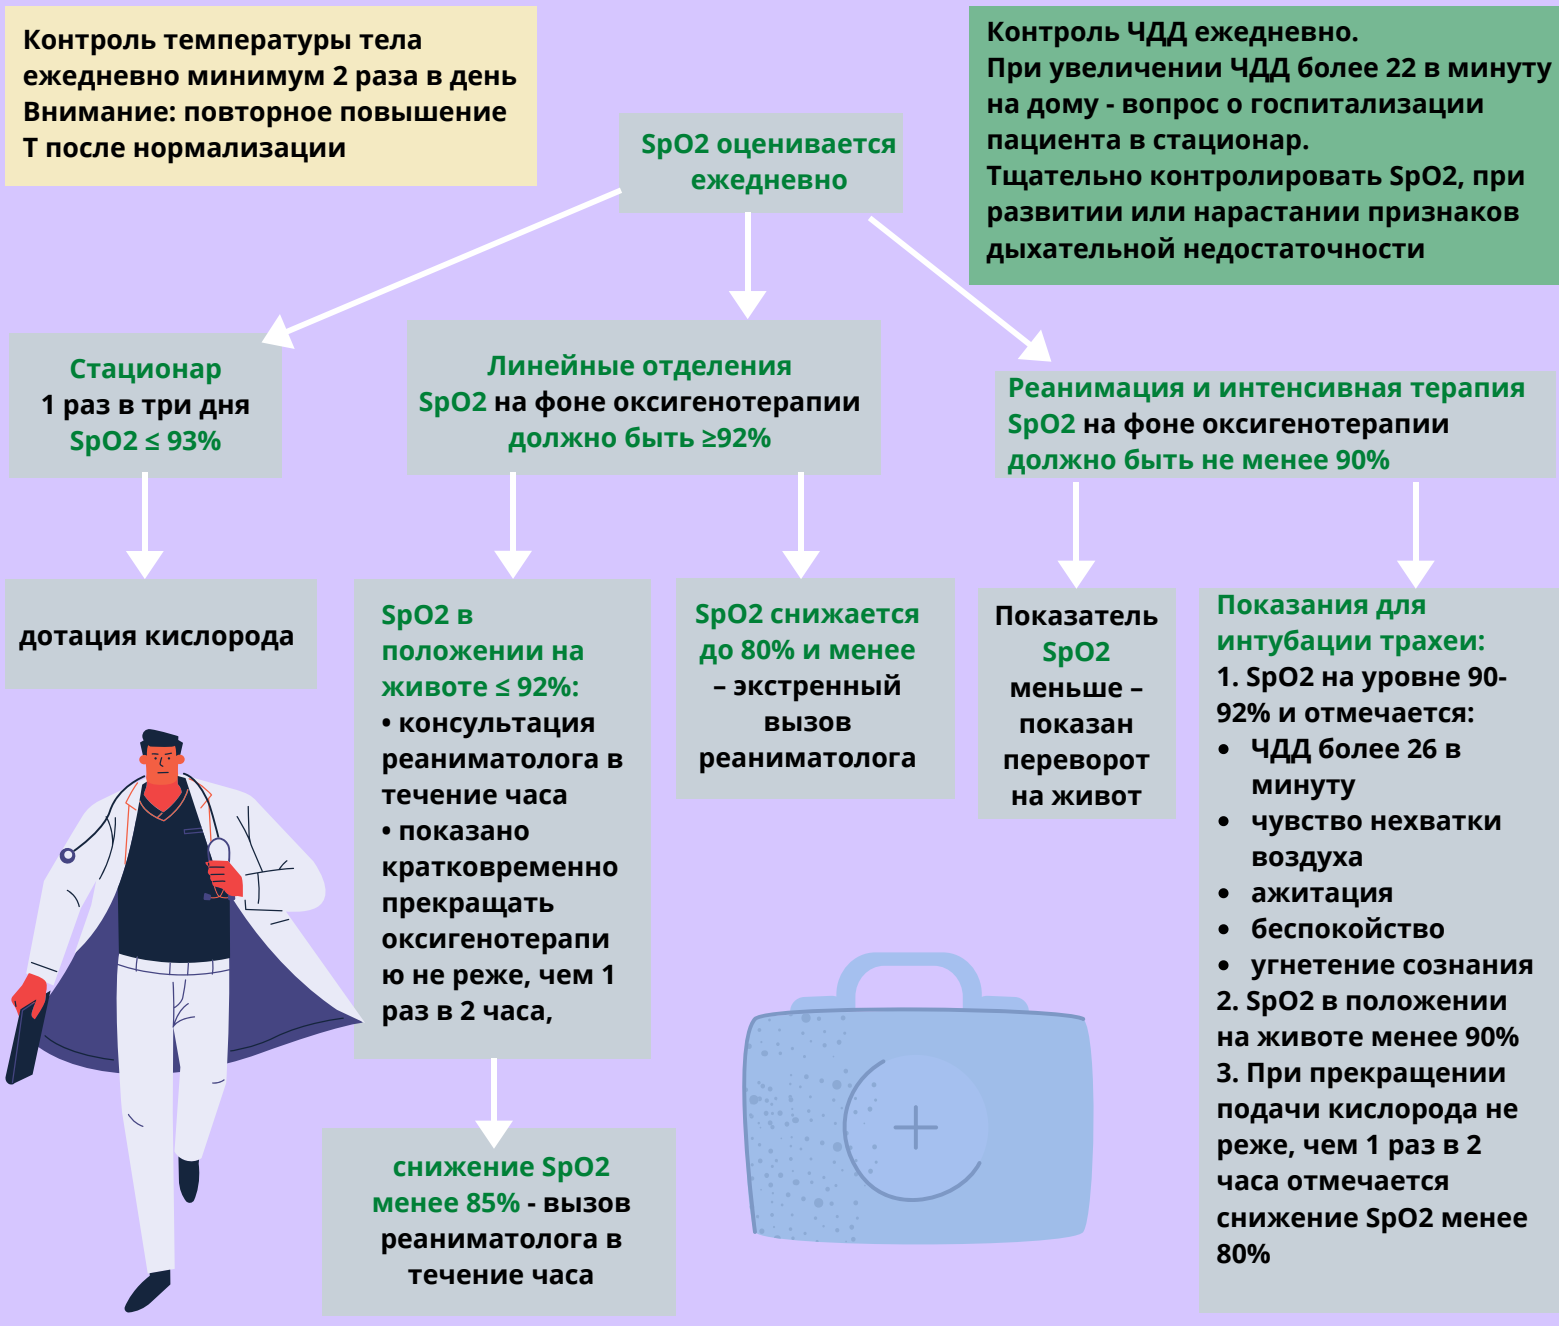 Контроль температуры тела
ежедневно минимум 2 раза в день
Внимание: повторное повышение
Т после нормализации
Контроль ЧДД ежедневно.
При увеличении ЧДД более 22 в минуту
на дому - вопрос о госпитализации
пациента в стационар.
Тщательно контролировать SpO2, при
развитии или нарастании признаков
дыхательной недостаточности
SpO2 оценивается
ежедневно
Стационар
1 раз в три дня
SpO2 ≤ 93%
Линейные отделения
SpO2 на фоне оксигенотерапии
должно быть ≥92%
Реанимация и интенсивная терапия
SpO2 на фоне оксигенотерапии
должно быть не менее 90%
дотация кислорода
SpO2 в
положении на
животе ≤ 92%:
• консультация
реаниматолога в
течение часа
• показано
кратковременно
прекращать
оксигенотерапи
ю не реже, чем 1
раз в 2 часа,
SpO2 снижается
до 80% и менее
– экстренный
вызов
реаниматолога
Показатель
SpO2
меньше –
показан
переворот
на живот
Показания для
интубации трахеи:
1. SpO2 на уровне 90-
92% и отмечается:
• ЧДД более 26 в
минуту
• чувство нехватки
воздуха
• ажитация
• беспокойство
• угнетение сознания
2. SpO2 в положении
на животе менее 90%
3. При прекращении
подачи кислорода не
реже, чем 1 раз в 2
часа отмечается
снижение SpO2 менее
80%
снижение SpO2
менее 85% - вызов
реаниматолога в
течение часа